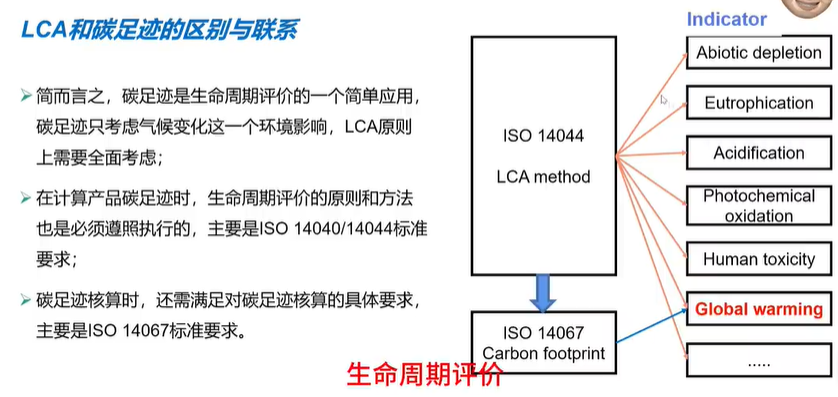 LCA和碳足迹的区别与联系
简而言之，碳足迹是生命周期评价的一个简单应用，
碳足迹只考虑气候变化这一个环境影响，LCA原则
上需要全面考虑；
在计算产品碳足迹时，生命周期评价的原则和方法
也是必须遵照执行的，主要是ISO 14040/14044标准
要求；
碳足迹核算时，还需满足对碳足迹核算的具体要求，
主要是ISO 14067标准要求。
ISO 14044
LCA method
ISO 14067
Carbon footprint
Indicator
Abiotic depletion
Eutrophication
Acidification
Photochemical
oxidation
Human toxicity
Global warming
.....
生命周期评价